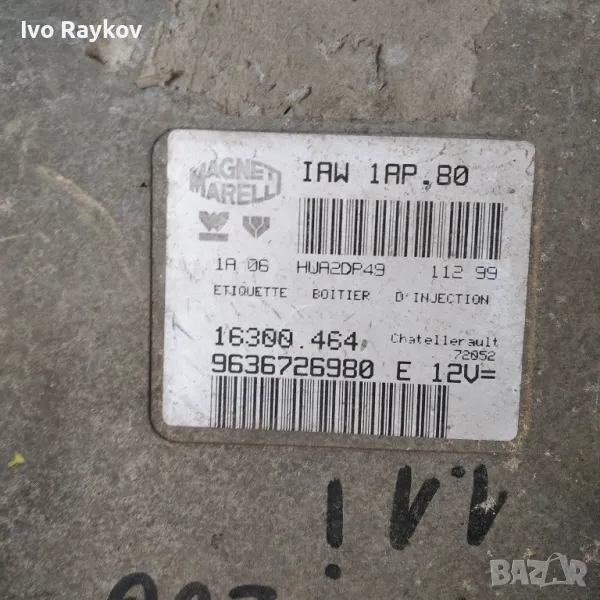 Ivo Raykov
MAGNETI MARELLI
IAW 1AP.80
1A 06 HUA2DP49 112 99
ETIQUETTE BOITIER D'INJECTION
16300.464 Chatellerault
72052
9636726980 E 12V=
1.1i
BAZAR